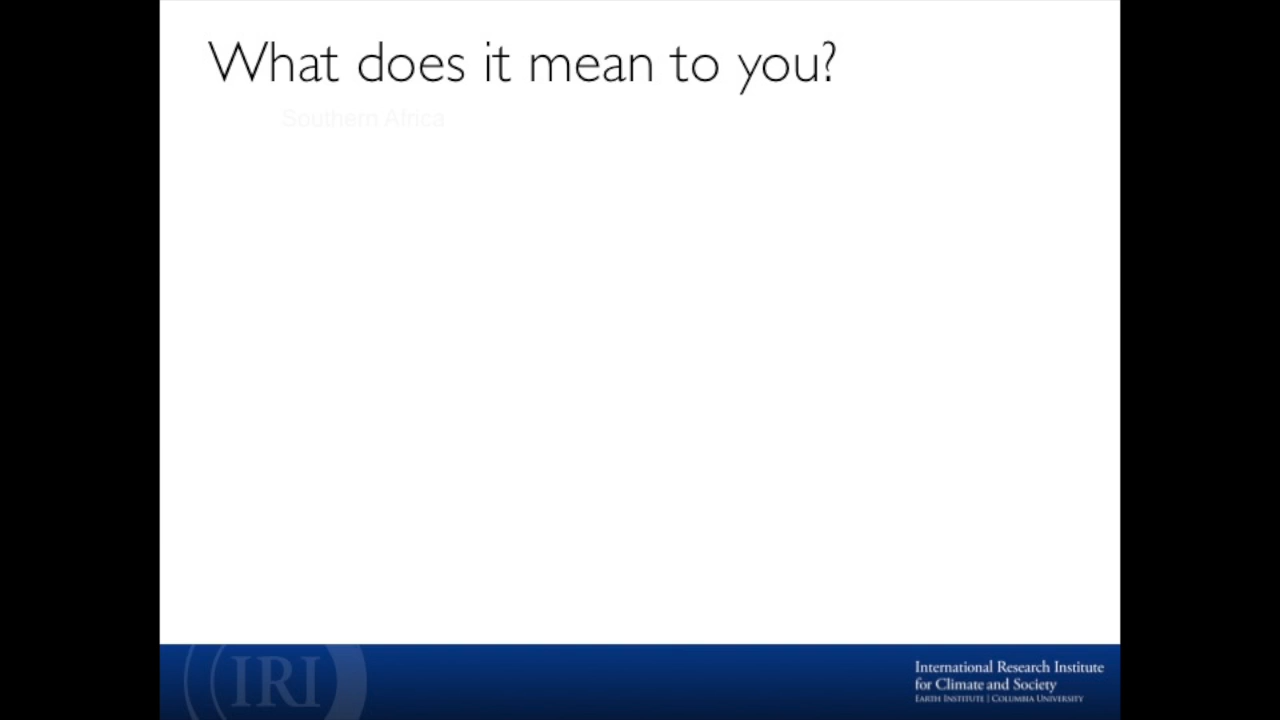 What does it mean to you?
Southern Africa
IRI
International Research Institute
for Climate and Society
EARTH INSTITUTE | COLUMBIA UNIVERSITY